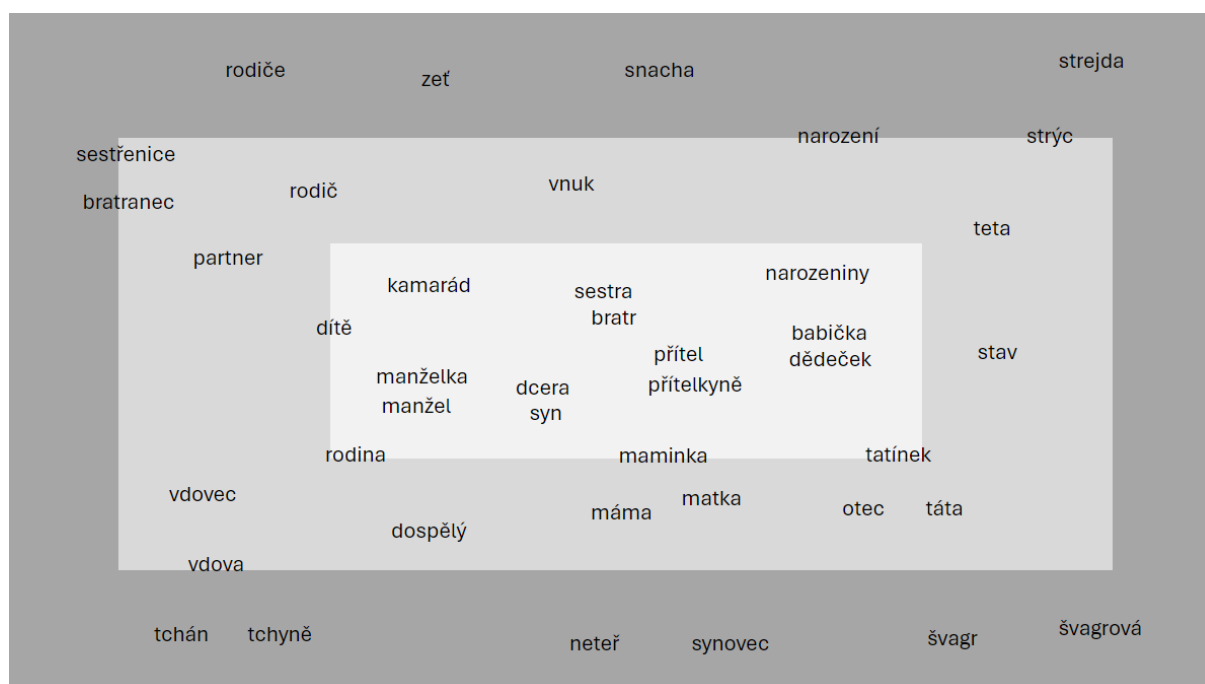 rodiče
zeť
snacha
strejda
narození
strýc
sestřenice
rodič
vnuk
bratranec
teta
partner
kamarád
narozeniny
sestra
bratr
dítě
babička
přítel
dědeček
stav
manželka
přítelkyně
dcera
manžel
syn
rodina
maminka
tatínek
vdovec
matka
máma
otec
táta
dospělý
vdova
tchán
tchyně
neteř
synovec
švagr
švagrová